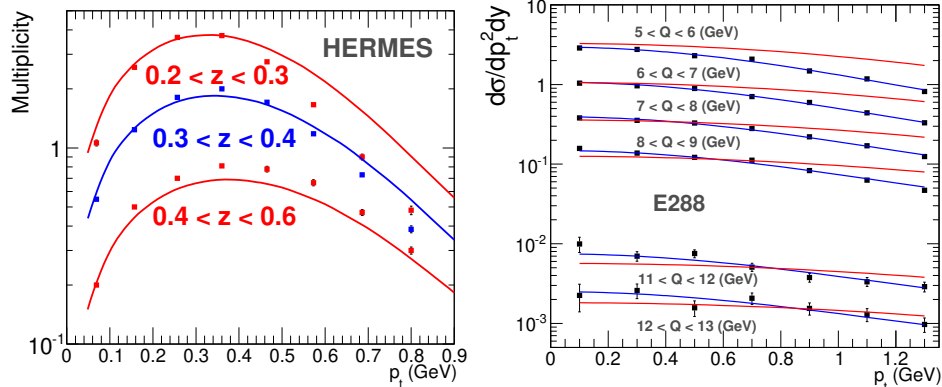 HERMES
Multiplicity
0.2 < z < 0.3
0.3 < z < 0.4
0.4 < z < 0.6
1
10⁻¹
0 0.1 0.2 0.3 0.4 0.5 0.6 0.7 0.8 0.9
pₜ (GeV)
10
1
10⁻¹
10⁻²
10⁻³
dσ/dpₜ²dy
5 < Q < 6 (GeV)
6 < Q < 7 (GeV)
7 < Q < 8 (GeV)
8 < Q < 9 (GeV)
E288
11 < Q < 12 (GeV)
12 < Q < 13 (GeV)
0 0.2 0.4 0.6 0.8 1 1.2
pₜ (GeV)